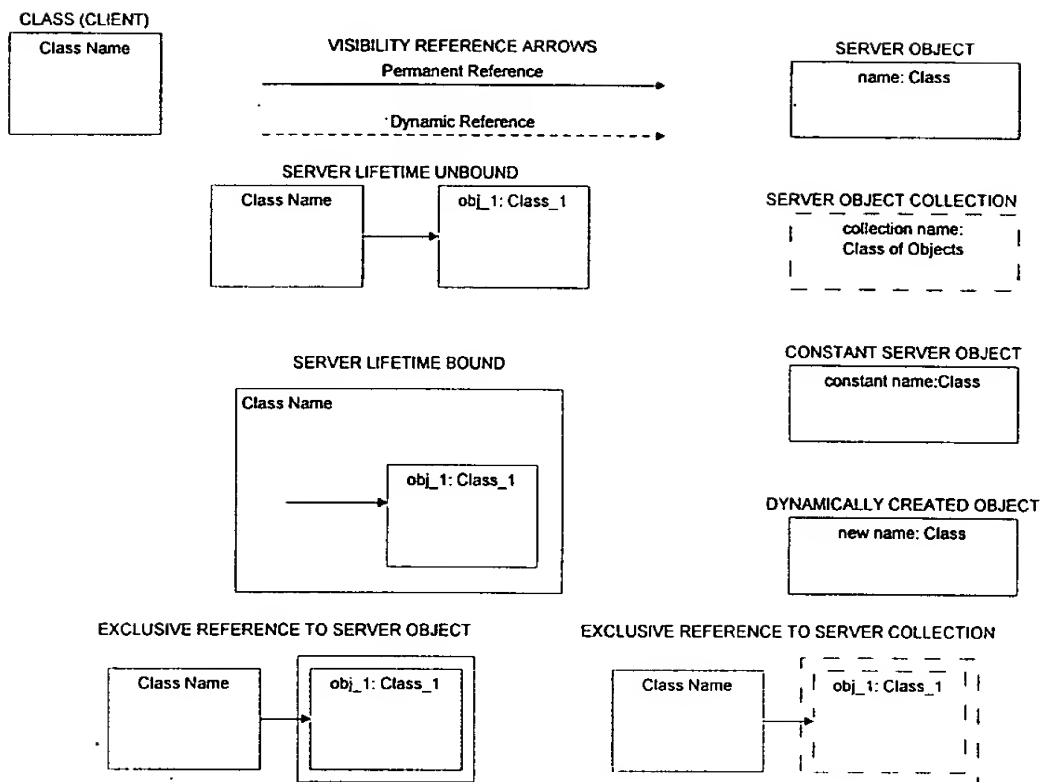 CLASS (CLIENT)
Class Name
VISIBILITY REFERENCE ARROWS
Permanent Reference
Dynamic Reference
SERVER OBJECT
name: Class
SERVER LIFETIME UNBOUND
Class Name
obj_1: Class_1
SERVER OBJECT COLLECTION
collection name:
Class of Objects
SERVER LIFETIME BOUND
Class Name
obj_1: Class_1
CONSTANT SERVER OBJECT
constant name:Class
DYNAMICALLY CREATED OBJECT
new name: Class
EXCLUSIVE REFERENCE TO SERVER OBJECT
Class Name
obj_1: Class_1
EXCLUSIVE REFERENCE TO SERVER COLLECTION
Class Name
obj_1: Class_1